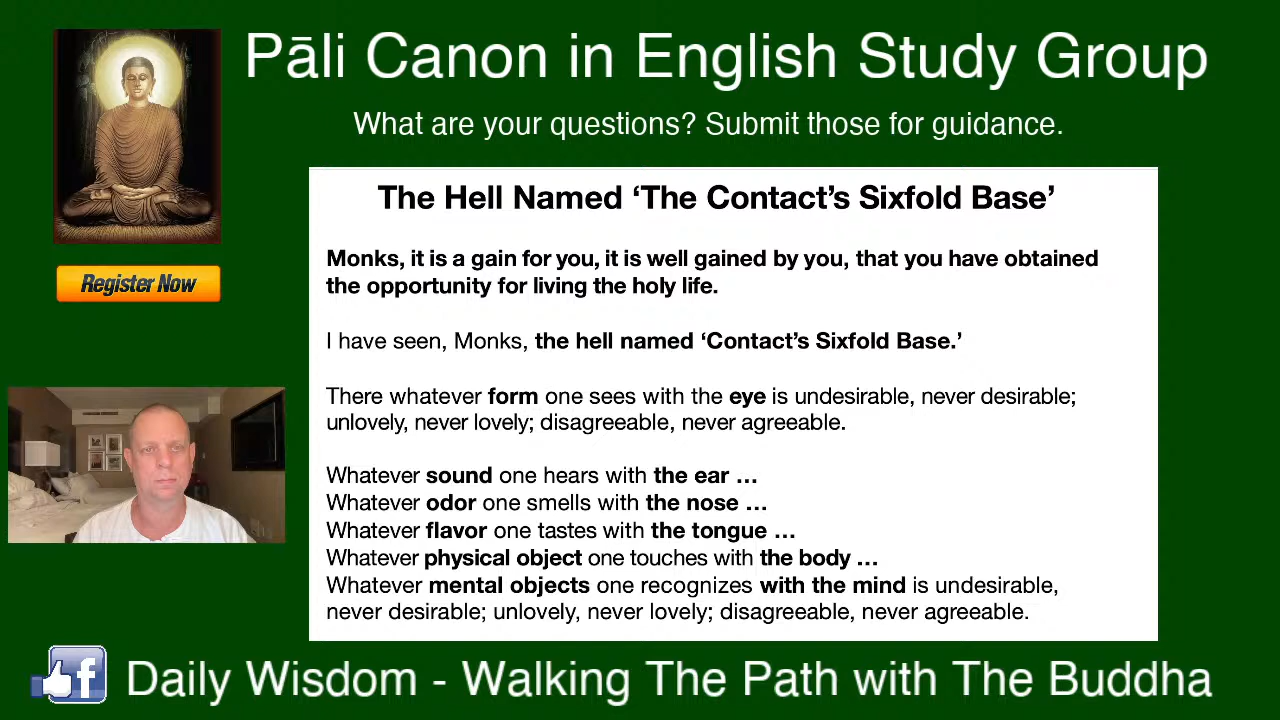 Pāli Canon in English Study Group
What are your questions? Submit those for guidance.
Register Now
The Hell Named ‘The Contact’s Sixfold Base’
Monks, it is a gain for you, it is well gained by you, that you have obtained
the opportunity for living the holy life.
I have seen, Monks, the hell named ‘Contact’s Sixfold Base.’
There whatever form one sees with the eye is undesirable, never desirable;
unlovely, never lovely; disagreeable, never agreeable.
Whatever sound one hears with the ear …
Whatever odor one smells with the nose …
Whatever flavor one tastes with the tongue …
Whatever physical object one touches with the body …
Whatever mental objects one recognizes with the mind is undesirable,
never desirable; unlovely, never lovely; disagreeable, never agreeable.
f
Daily Wisdom - Walking The Path with The Buddha